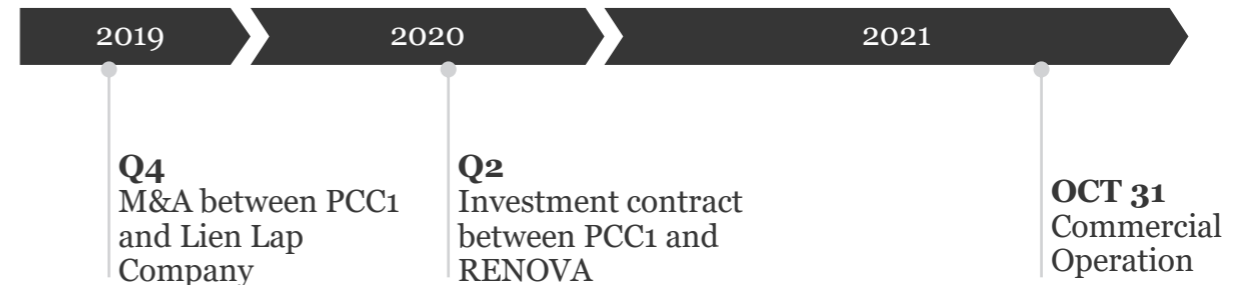 2019
2020
2021
Q4
M&A between PCC1
and Lien Lap
Company
Q2
Investment contract
between PCC1 and
RENOVA
OCT 31
Commercial
Operation